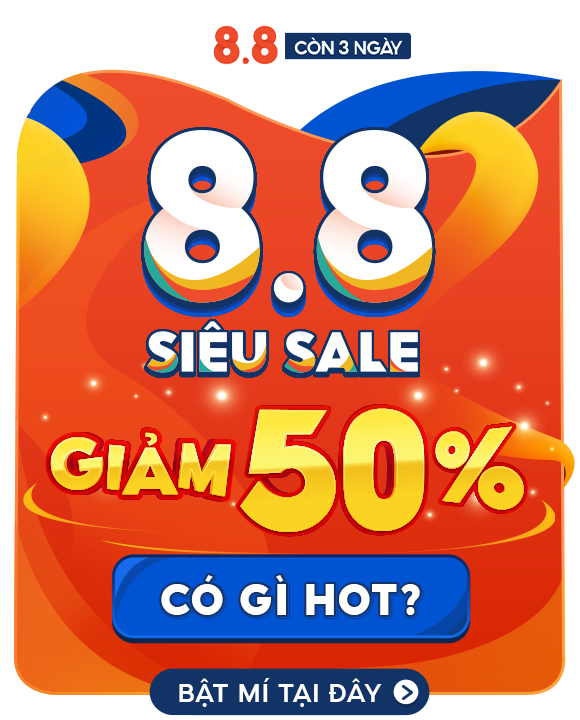 8.8 CÒN 3 NGÀY
8.8
SIÊU SALE
GIẢM 50%
CÓ GÌ HOT?
BẬT MÍ TẠI ĐÂY